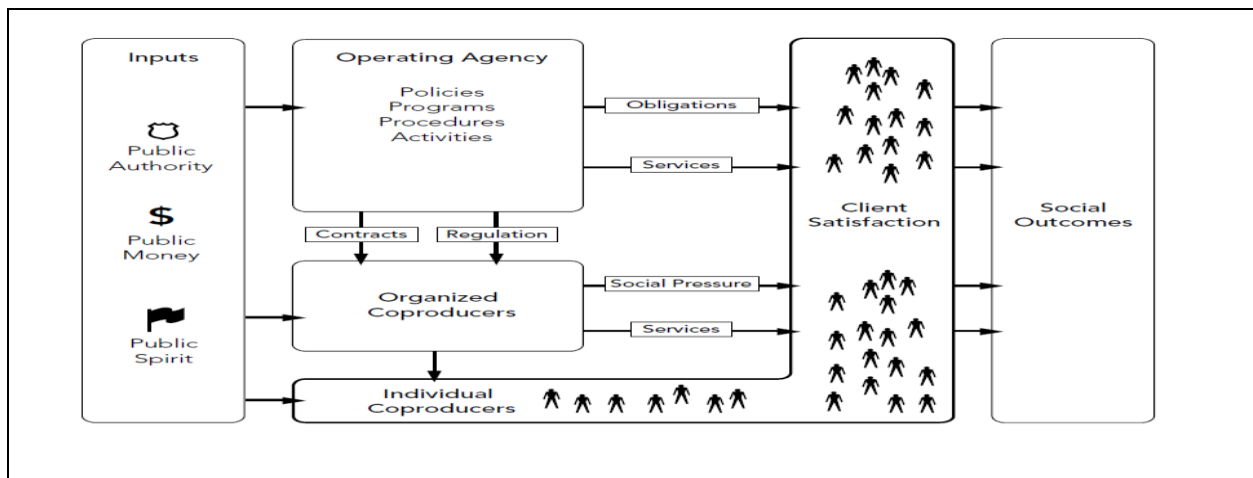 Inputs
Public
Authority
$
Public
Money
Public
Spirit
Operating Agency
Policies
Programs
Procedures
Activities
Obligations
Services
Contracts
Regulation
Organized
Coproducers
Social Pressure
Services
Individual
Coproducers
Client
Satisfaction
Social
Outcomes